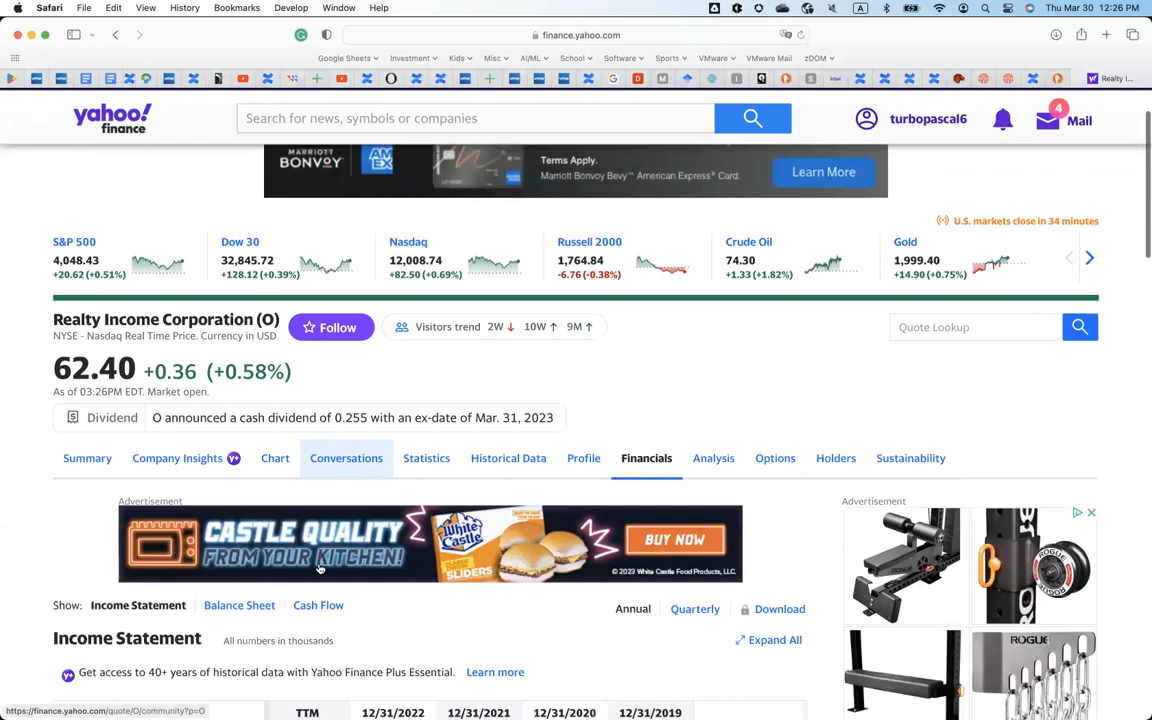 Safari File Edit View History Bookmarks Develop Window Help A Thu Mar 30 12:26 PM
finance.yahoo.com
Google Sheets Investment Kids Misc AI/ML School Software Sports VMware VMware Mail zDOM
Realty I...
yahoo! finance
Search for news, symbols or companies
turbopascal6
4
Mail
MARRIOTT BONVOY AMEX
Terms Apply.
Marriott Bonvoy Bevy™ American Express® Card.
Learn More
U.S. markets close in 34 minutes
S&P 500 Dow 30 Nasdaq Russell 2000 Crude Oil Gold
4,048.43 32,845.72 12,008.74 1,764.84 74.30 1,999.40
+20.62 (+0.51%) +128.12 (+0.39%) +82.50 (+0.69%) -6.76 (-0.38%) +1.33 (+1.82%) +14.90 (+0.75%)
Realty Income Corporation (O)
NYSE - Nasdaq Real Time Price. Currency in USD
Follow
Visitors trend 2W 10W 9M
Quote Lookup
62.40 +0.36 (+0.58%)
As of 03:26PM EDT. Market open.
Dividend O announced a cash dividend of 0.255 with an ex-date of Mar. 31, 2023
Summary Company Insights Y+ Chart Conversations Statistics Historical Data Profile Financials Analysis Options Holders Sustainability
Advertisement
CASTLE QUALITY
FROM YOUR KITCHEN!
White Castle
SLIDERS
BUY NOW
© 2023 White Castle Food Products, LLC.
Advertisement
ROGUE
Show: Income Statement Balance Sheet Cash Flow
Annual Quarterly Download
Income Statement All numbers in thousands
Expand All
Get access to 40+ years of historical data with Yahoo Finance Plus Essential. Learn more
TTM 12/31/2022 12/31/2021 12/31/2020 12/31/2019
https://finance.yahoo.com/quote/O/community?p=O